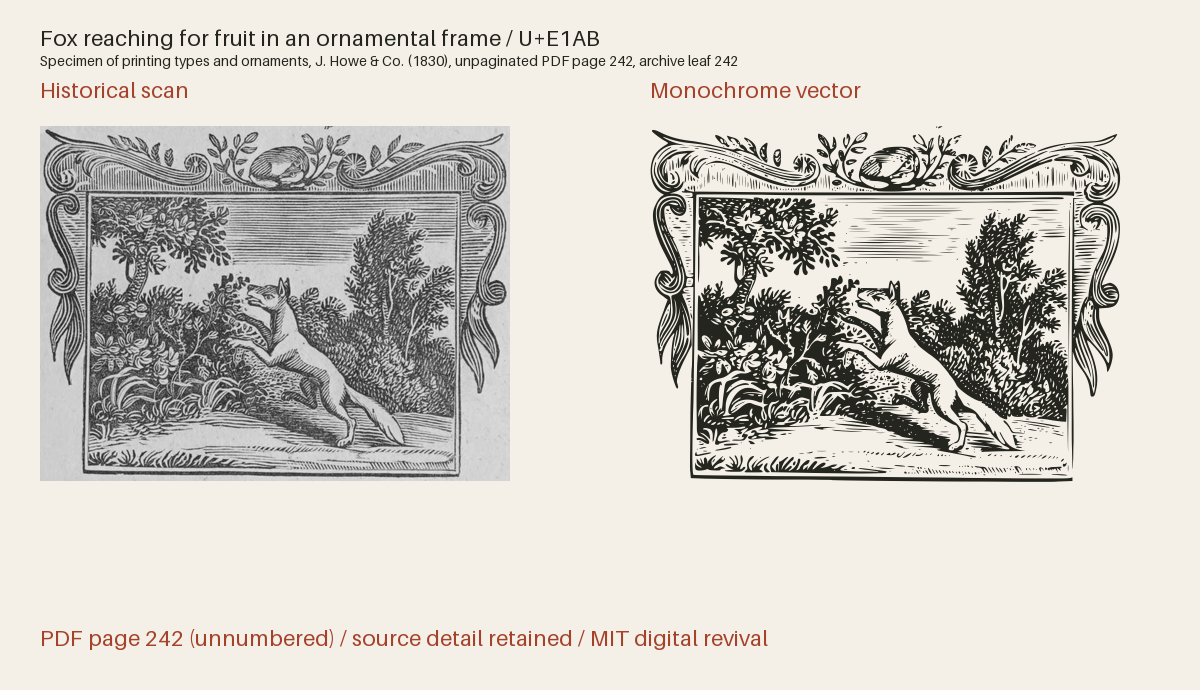 Fox reaching for fruit in an ornamental frame / U+E1AB
Specimen of printing types and ornaments, J. Howe & Co. (1830), unpaginated PDF page 242, archive leaf 242
Historical scan
Monochrome vector
PDF page 242 (unnumbered) / source detail retained / MIT digital revival